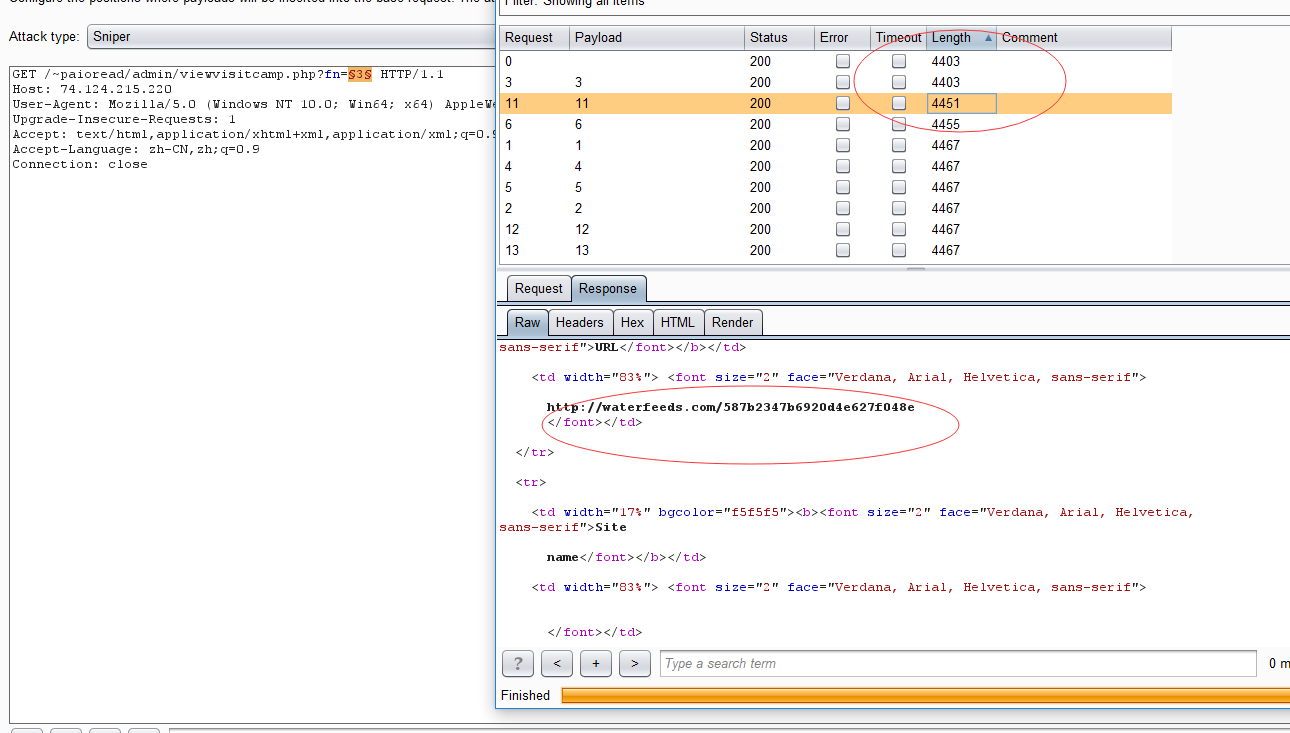 Configure the positions where payloads will be inserted into the base request. The at
Attack type: Sniper
GET /~paioread/admin/viewvisitcamp.php?fn=§3§ HTTP/1.1
Host: 74.124.215.220
User-Agent: Mozilla/5.0 (Windows NT 10.0; Win64; x64) AppleWe
Upgrade-Insecure-Requests: 1
Accept: text/html,application/xhtml+xml,application/xml;q=0.9
Accept-Language: zh-CN,zh;q=0.9
Connection: close
Filter: Showing all items
Request Payload Status Error Timeout Length Comment
0 200 4403
3 3 200 4403
11 11 200 4451
6 6 200 4455
1 1 200 4467
4 4 200 4467
5 5 200 4467
2 2 200 4467
12 12 200 4467
13 13 200 4467
Request Response
Raw Headers Hex HTML Render
sans-serif">URL</font></b></td>
<td width="83%"> <font size="2" face="Verdana, Arial, Helvetica, sans-serif">
http://waterfeeds.com/587b2347b6920d4e627f048e
</font></td>
</tr>
<tr>
<td width="17%" bgcolor="f5f5f5"><b><font size="2" face="Verdana, Arial, Helvetica,
sans-serif">Site
name</font></b></td>
<td width="83%"> <font size="2" face="Verdana, Arial, Helvetica, sans-serif">
</font></td>
? < + > Type a search term 0 m
Finished